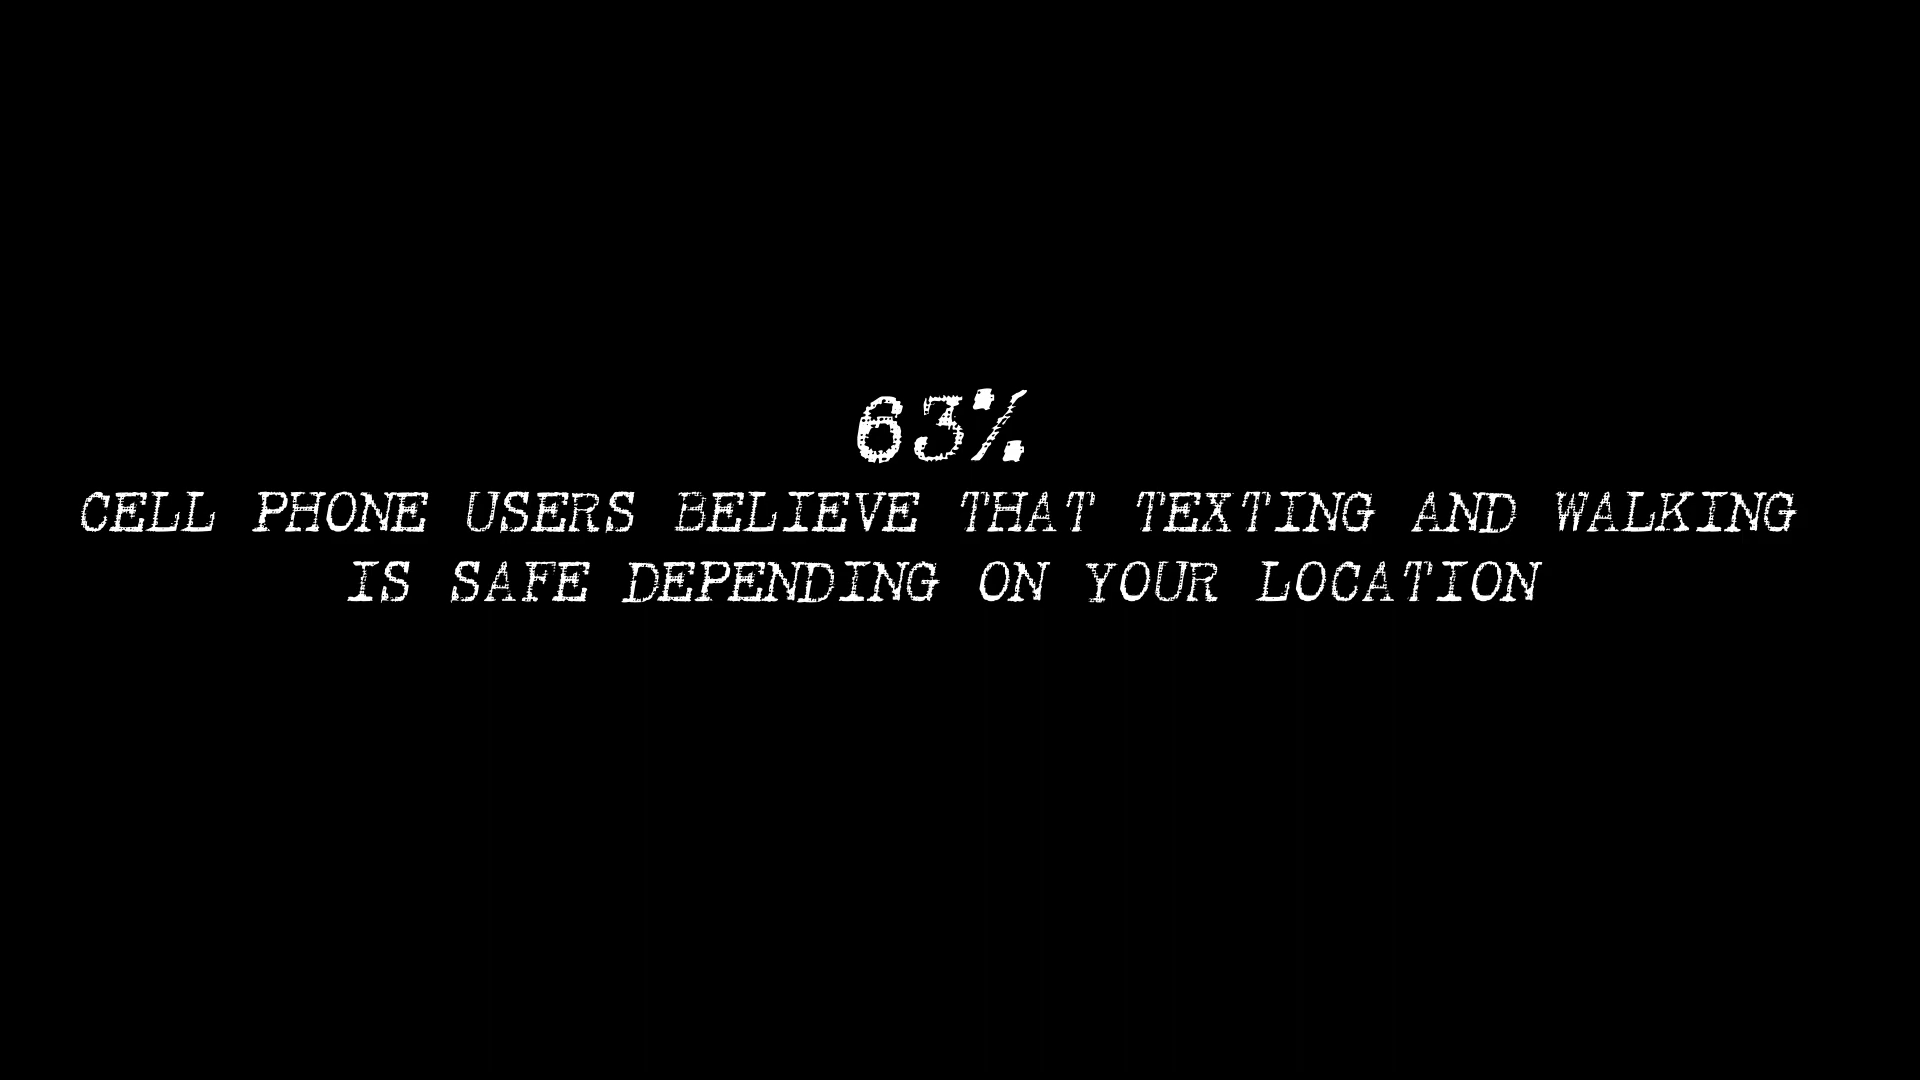 63%
CELL PHONE USERS BELIEVE THAT TEXTING AND WALKING
IS SAFE DEPENDING ON YOUR LOCATION